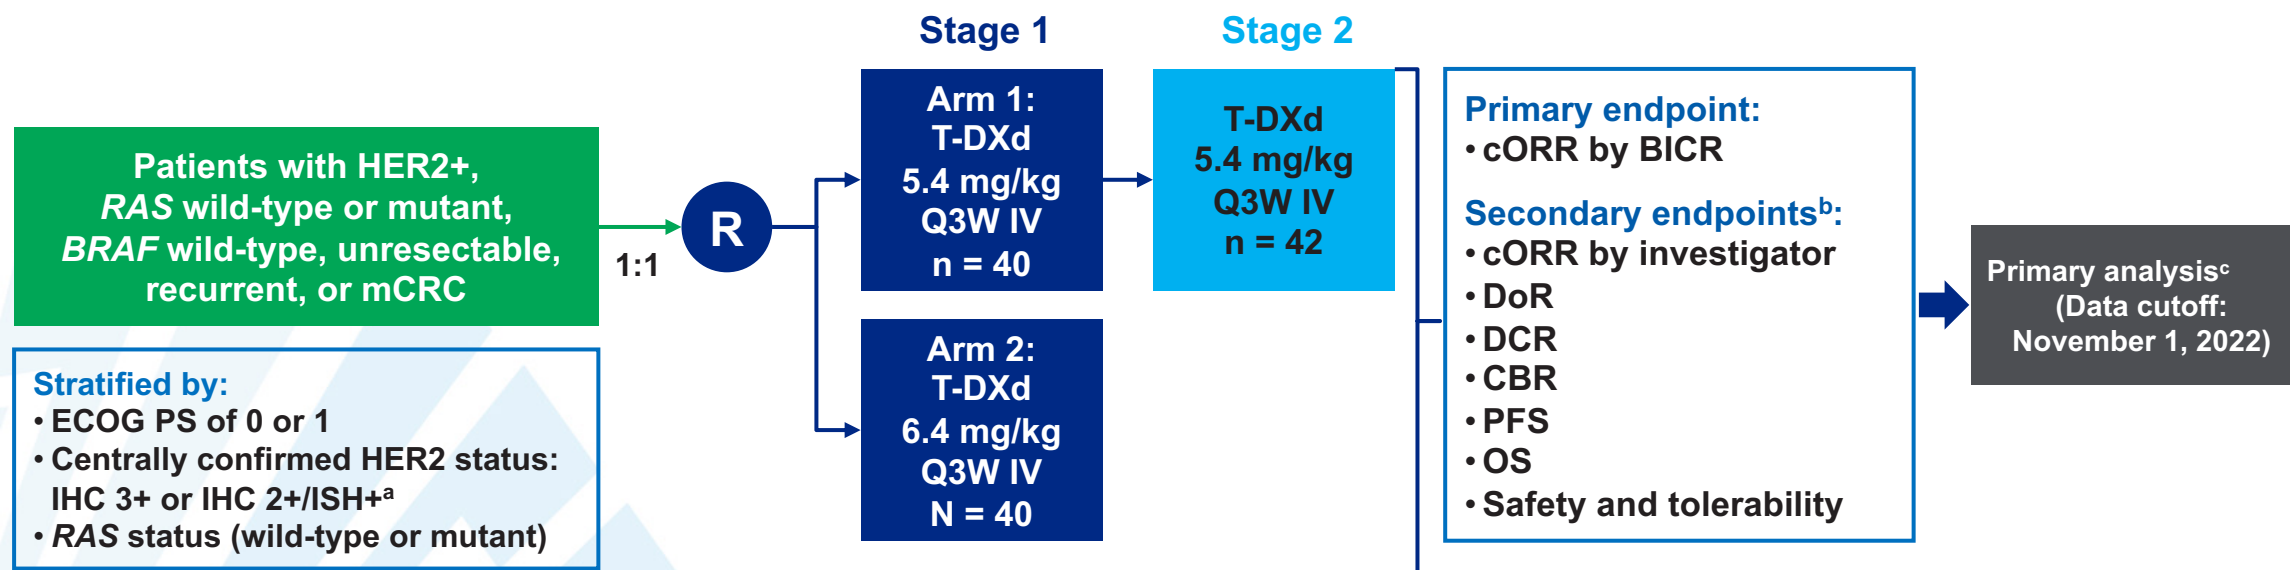 Stage 1
Stage 2
Patients with HER2+,
RAS wild-type or mutant,
BRAF wild-type, unresectable,
recurrent, or mCRC
1:1
R
Arm 1:
T-DXd
5.4 mg/kg
Q3W IV
n = 40
Arm 2:
T-DXd
6.4 mg/kg
Q3W IV
N = 40
T-DXd
5.4 mg/kg
Q3W IV
n = 42
Stratified by:
• ECOG PS of 0 or 1
• Centrally confirmed HER2 status:
IHC 3+ or IHC 2+/ISH+ᵃ
• RAS status (wild-type or mutant)
Primary endpoint:
• cORR by BICR
Secondary endpointsᵇ:
• cORR by investigator
• DoR
• DCR
• CBR
• PFS
• OS
• Safety and tolerability
Primary analysisᶜ
(Data cutoff:
November 1, 2022)